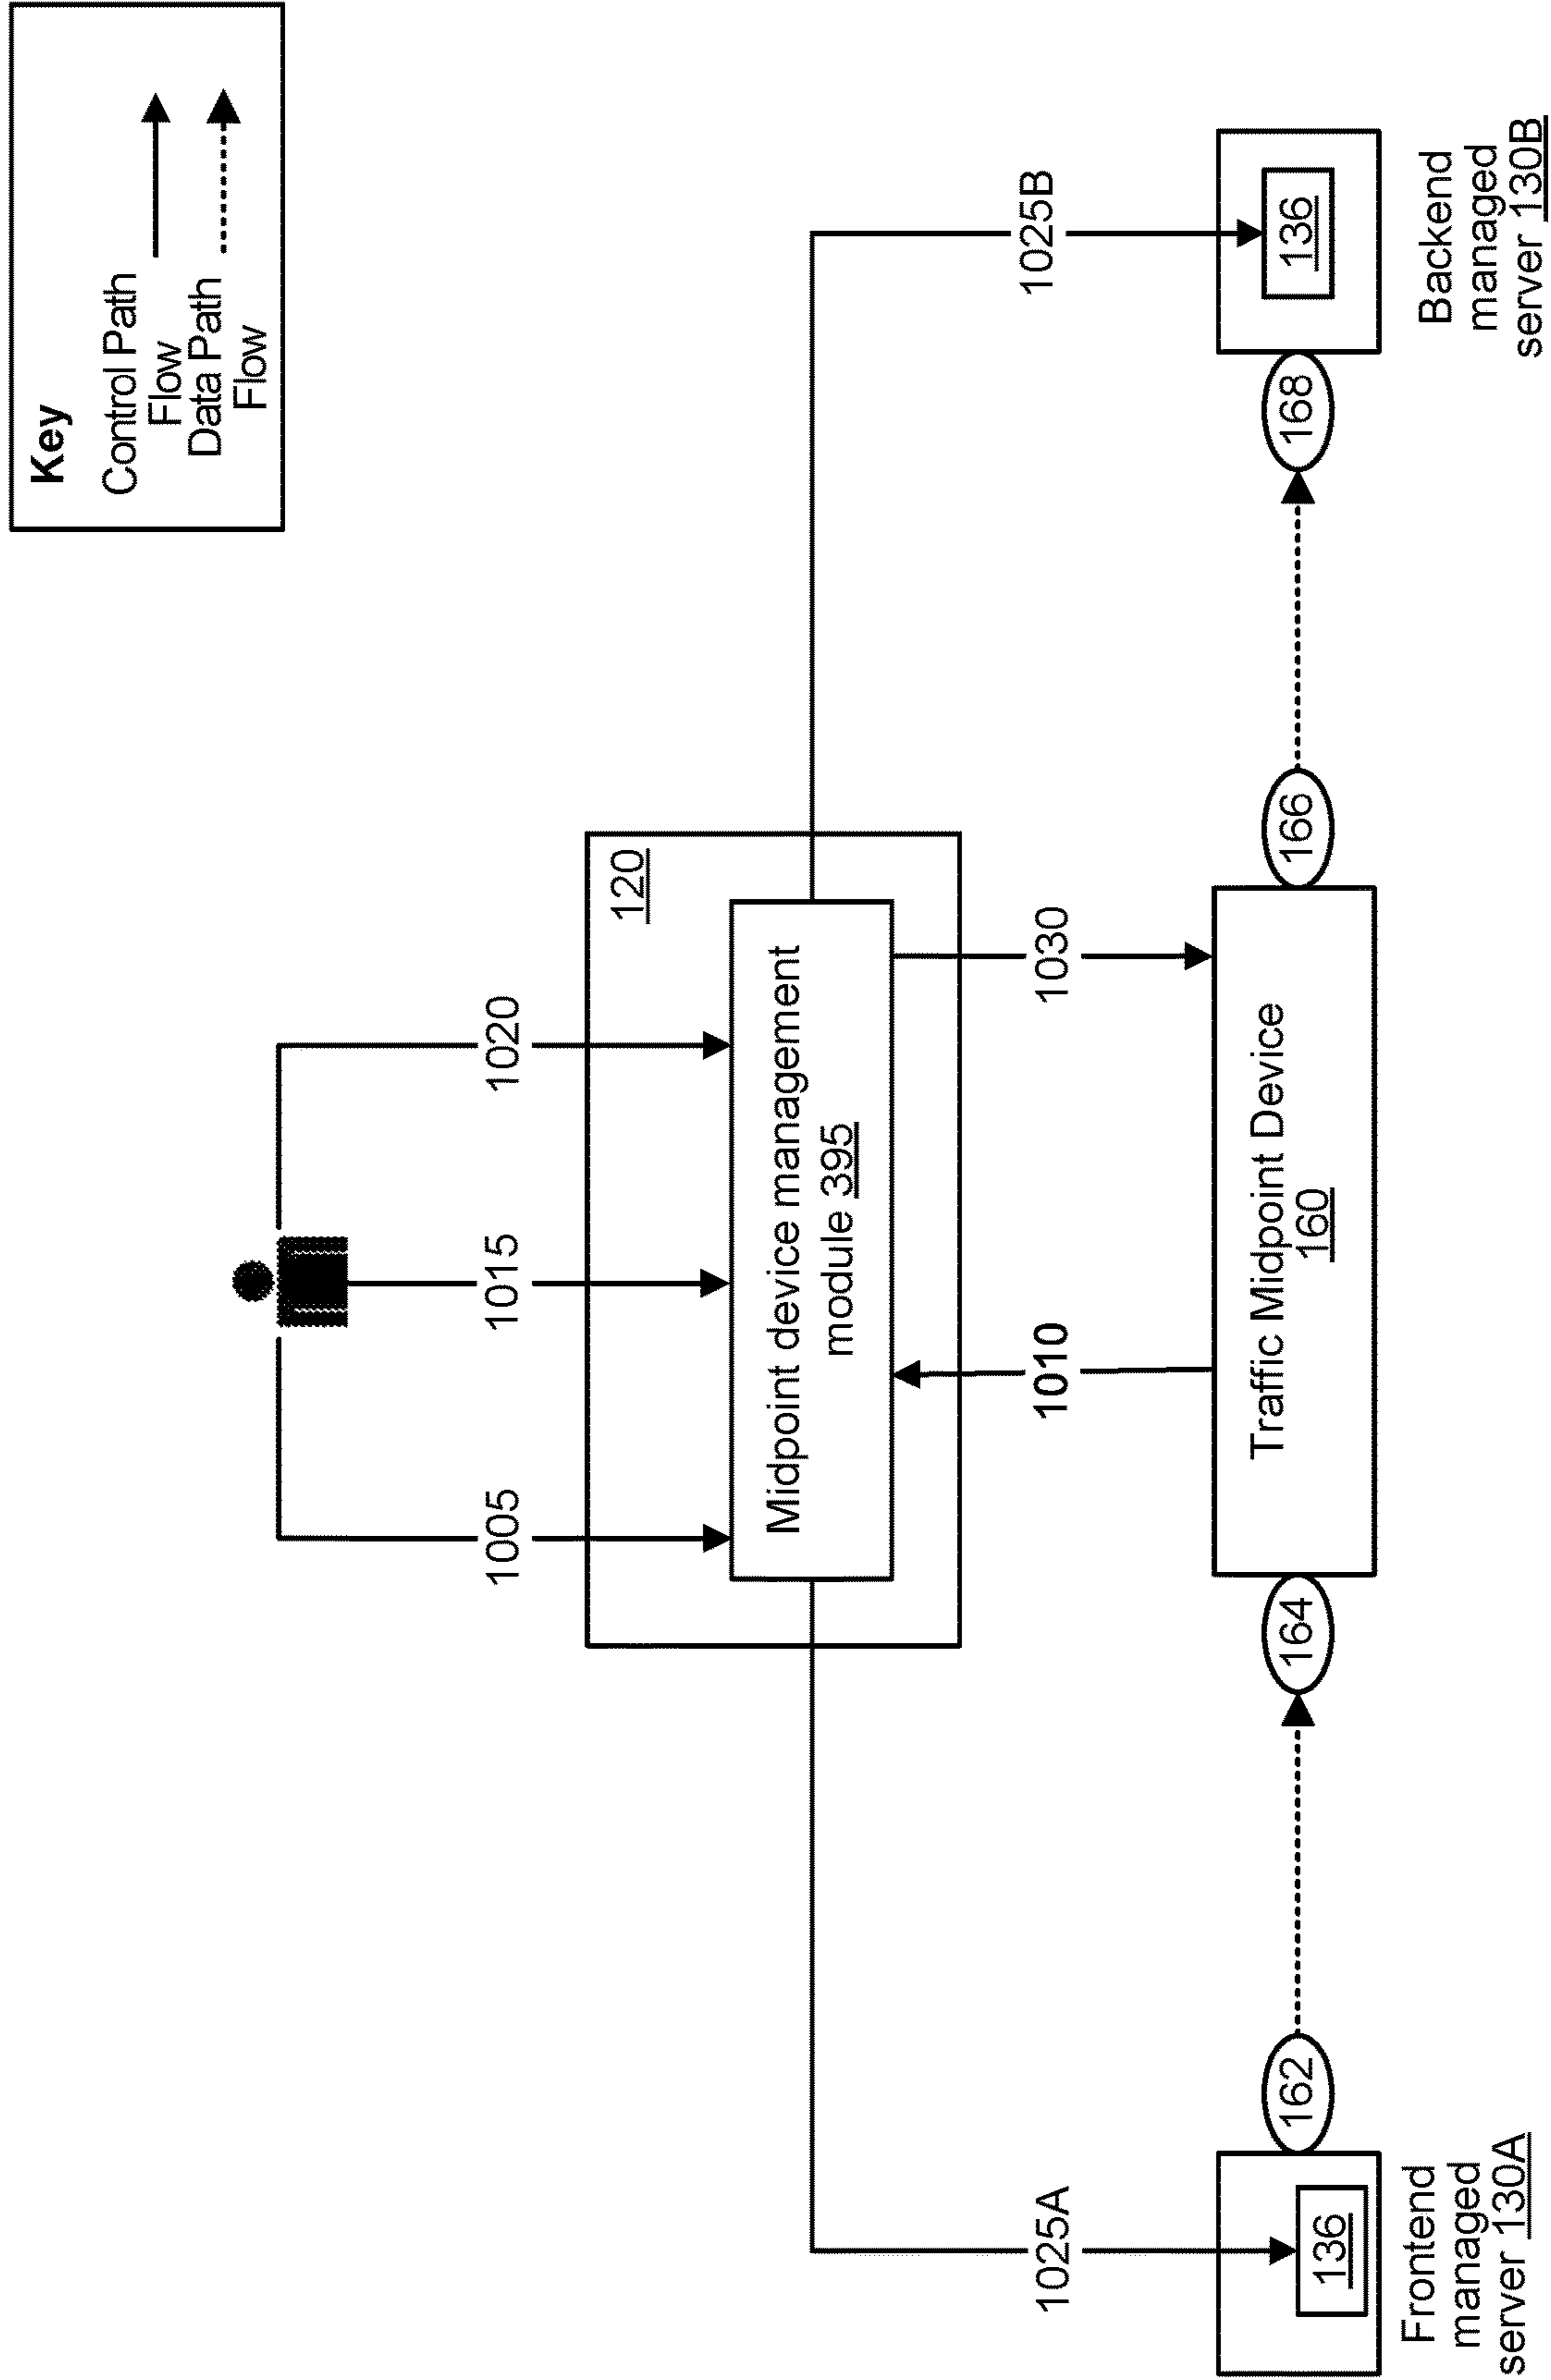 Key
Control Path
Flow
Data Path
Flow
1005
1015
1020
120
Midpoint device management
module 395
1025A
1010
1030
1025B
136
162
164
Traffic Midpoint Device
160
166
168
136
Frontend
managed
server 130A
Backend
managed
server 130B